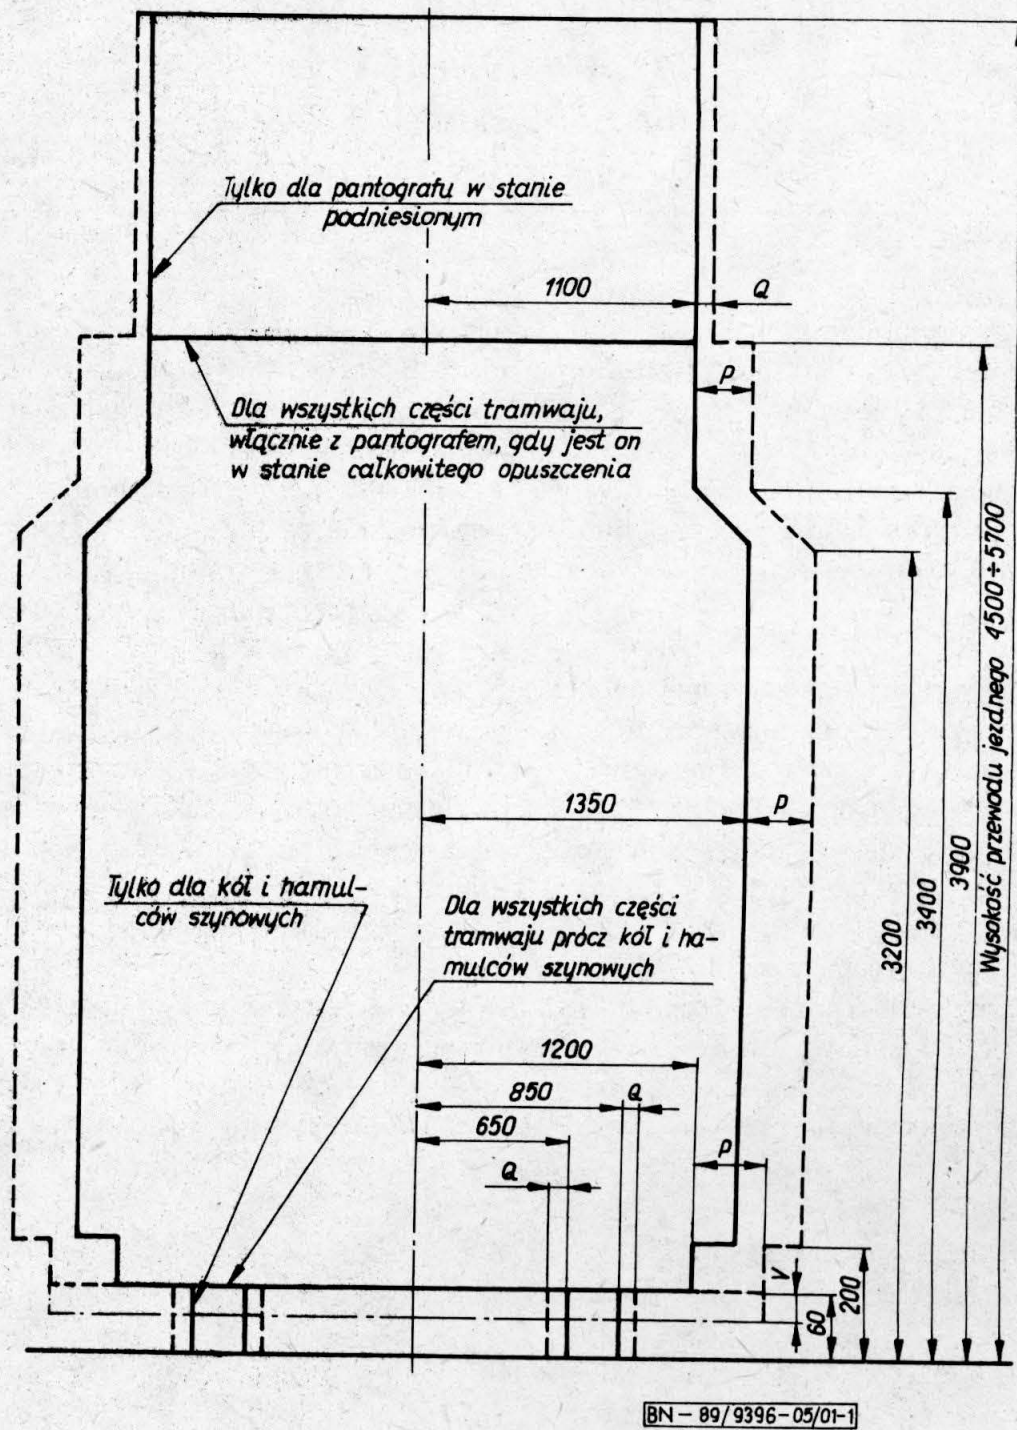 Tylko dla pantografu w stanie
podniesionym
1100
Q
P
Dla wszystkich części tramwaju,
włącznie z pantografem, gdy jest on
w stanie całkowitego opuszczenia
1350
P
Tylko dla kół i hamul-
ców szynowych
Dla wszystkich części
tramwaju prócz kół i ha-
mulców szynowych
1200
850
Q
650
Q
P
V
60
200
3200
3400
3900
Wysokość przewodu jezdnego 4500÷5700
BN-89/9396-05/01-1